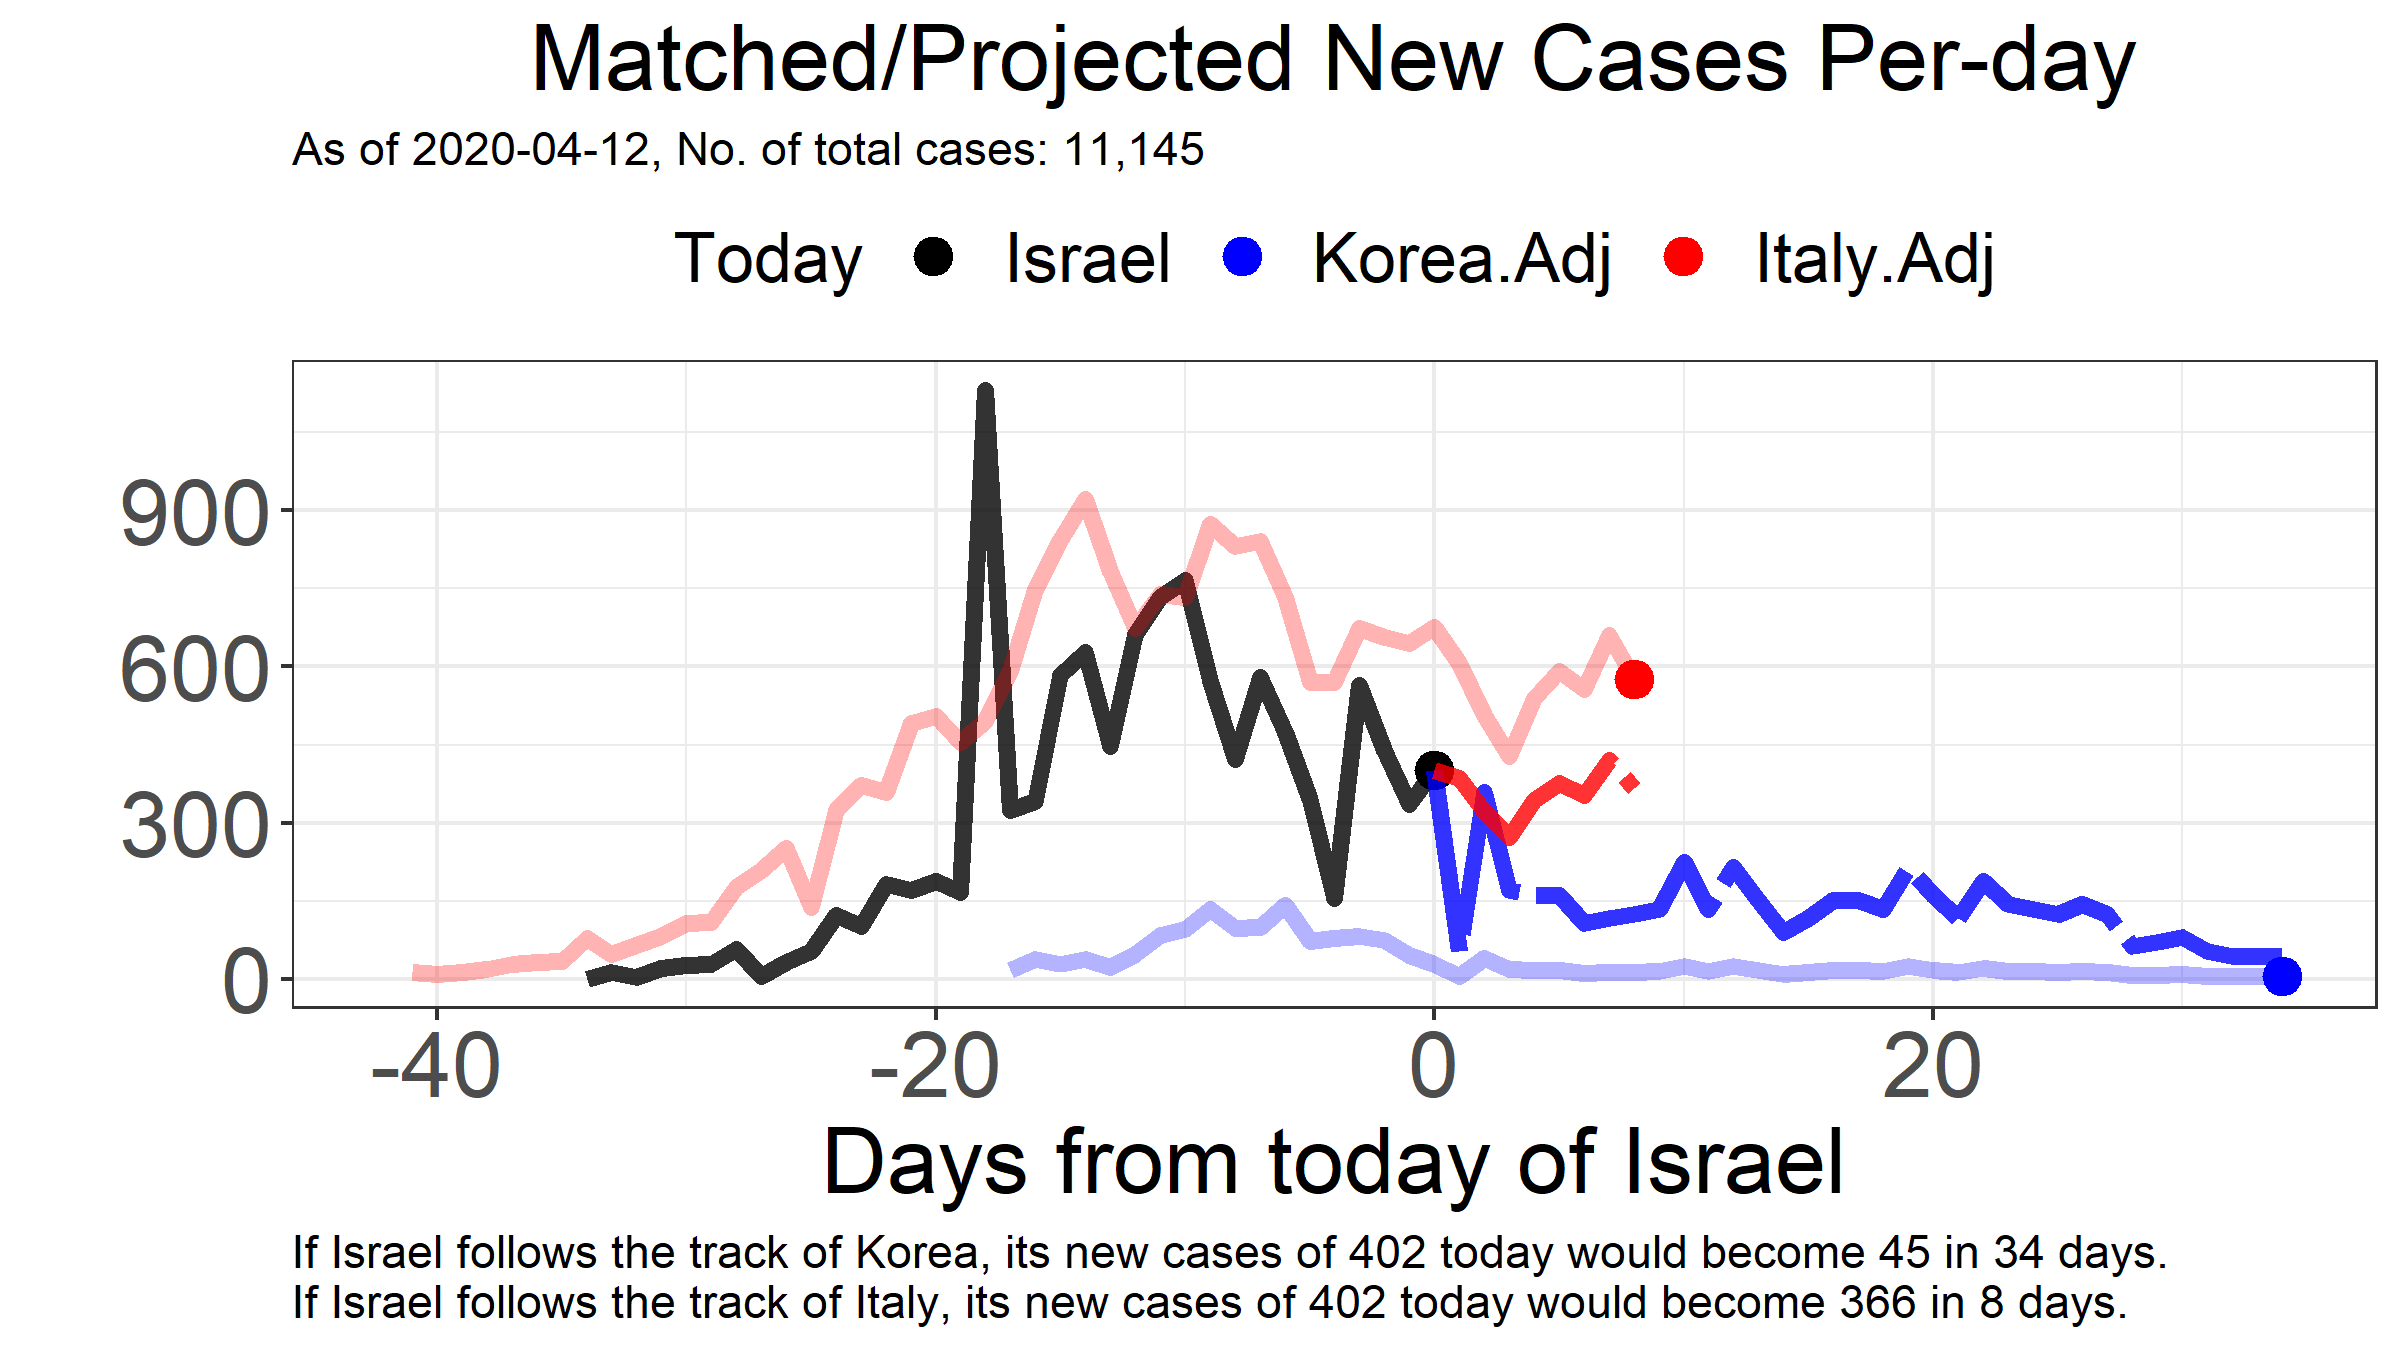 Matched/Projected New Cases Per-day
As of 2020-04-12, No. of total cases: 11,145
Today Israel Korea.Adj Italy.Adj
900
600
300
0
-40 -20 0 20
Days from today of Israel
If Israel follows the track of Korea, its new cases of 402 today would become 45 in 34 days.
If Israel follows the track of Italy, its new cases of 402 today would become 366 in 8 days.